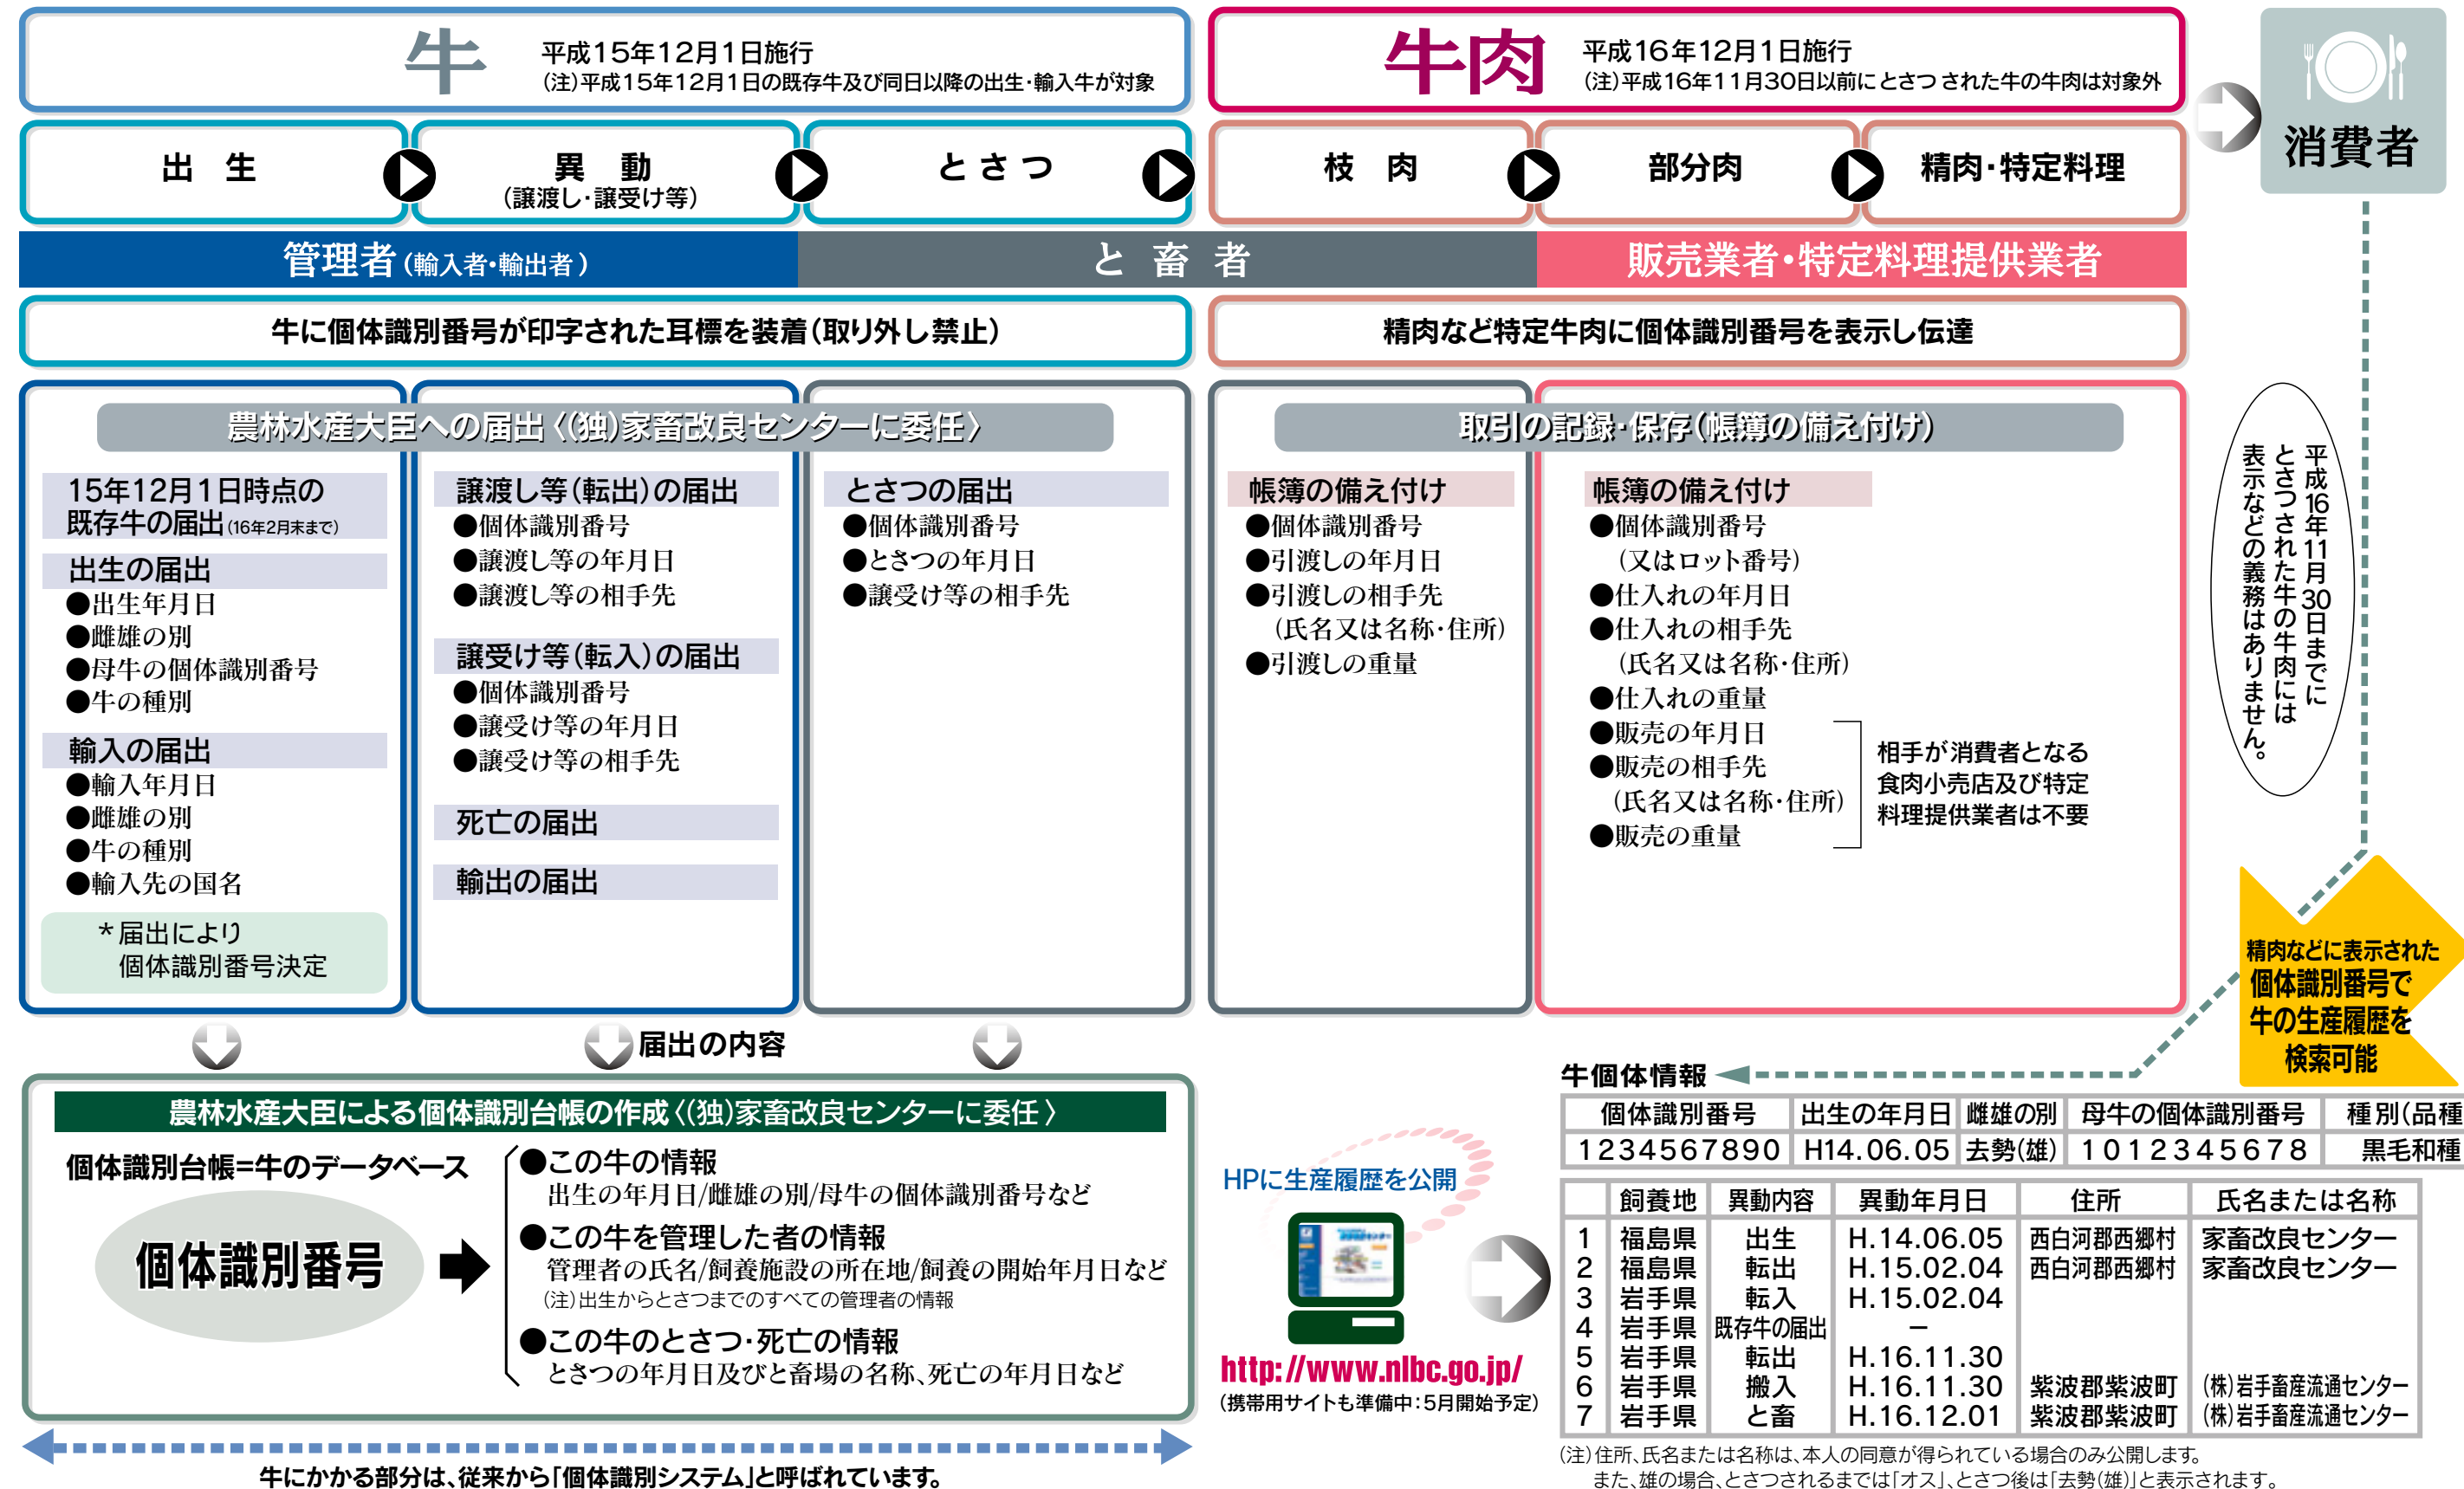 牛
平成15年12月1日施行
(注)平成15年12月1日の既存牛及び同日以降の出生・輸入牛が対象
牛肉
平成16年12月1日施行
(注)平成16年11月30日以前にとさつ された牛の牛肉は対象外
消費者
出 生
異 動
(譲渡し・譲受け等)
と さ つ
枝 肉
部分肉
精肉・特定料理
管理者(輸入者・輸出者)
と 畜 者
販売業者・特定料理提供業者
牛に個体識別番号が印字された耳標を装着(取り外し禁止)
精肉など特定牛肉に個体識別番号を表示し伝達
農林水産大臣への届出〈(独)家畜改良センターに委任〉
15年12月1日時点の
既存牛の届出(16年2月末まで)
出生の届出
●出生年月日
●雌雄の別
●母牛の個体識別番号
●牛の種別
輸入の届出
●輸入年月日
●雌雄の別
●牛の種別
●輸入先の国名
*届出により
個体識別番号決定
譲渡し等(転出)の届出
●個体識別番号
●譲渡し等の年月日
●譲渡し等の相手先
譲受け等(転入)の届出
●個体識別番号
●譲受け等の年月日
●譲受け等の相手先
死亡の届出
輸出の届出
とさつの届出
●個体識別番号
●とさつの年月日
●譲受け等の相手先
取引の記録・保存(帳簿の備え付け)
帳簿の備え付け
●個体識別番号
●引渡しの年月日
●引渡しの相手先
(氏名又は名称・住所)
●引渡しの重量
帳簿の備え付け
●個体識別番号
(又はロット番号)
●仕入れの年月日
●仕入れの相手先
(氏名又は名称・住所)
●仕入れの重量
●販売の年月日
●販売の相手先
(氏名又は名称・住所)
●販売の重量
相手が消費者となる
食肉小売店及び特定
料理提供業者は不要
平成16年11月30日までに
とさつされた牛の牛肉には
表示などの義務はありません。
精肉などに表示された
個体識別番号で
牛の生産履歴を
検索可能
届出の内容
農林水産大臣による個体識別台帳の作成〈(独)家畜改良センターに委任〉
個体識別台帳=牛のデータベース
個体識別番号
●この牛の情報
出生の年月日/雌雄の別/母牛の個体識別番号など
●この牛を管理した者の情報
管理者の氏名/飼養施設の所在地/飼養の開始年月日など
(注)出生からとさつまでのすべての管理者の情報
●この牛のとさつ・死亡の情報
とさつの年月日及びと畜場の名称、死亡の年月日など
牛にかかる部分は、従来から「個体識別システム」と呼ばれています。
HPに生産履歴を公開
http://www.nlbc.go.jp/
(携帯用サイトも準備中:5月開始予定)
牛個体情報
個体識別番号 出生の年月日 雌雄の別 母牛の個体識別番号 種別(品種
1234567890 H14.06.05 去勢(雄) 1012345678 黒毛和種
飼養地 異動内容 異動年月日 住所 氏名または名称
1 福島県 出生 H.14.06.05 西白河郡西郷村 家畜改良センター
2 福島県 転出 H.15.02.04 西白河郡西郷村 家畜改良センター
3 岩手県 転入 H.15.02.04
4 岩手県 既存牛の届出 －
5 岩手県 転出 H.16.11.30
6 岩手県 搬入 H.16.11.30 紫波郡紫波町 (株)岩手畜産流通センター
7 岩手県 と畜 H.16.12.01 紫波郡紫波町 (株)岩手畜産流通センター
(注)住所、氏名または名称は、本人の同意が得られている場合のみ公開します。
また、雄の場合、とさつされるまでは「オス」、とさつ後は「去勢(雄)」と表示されます。